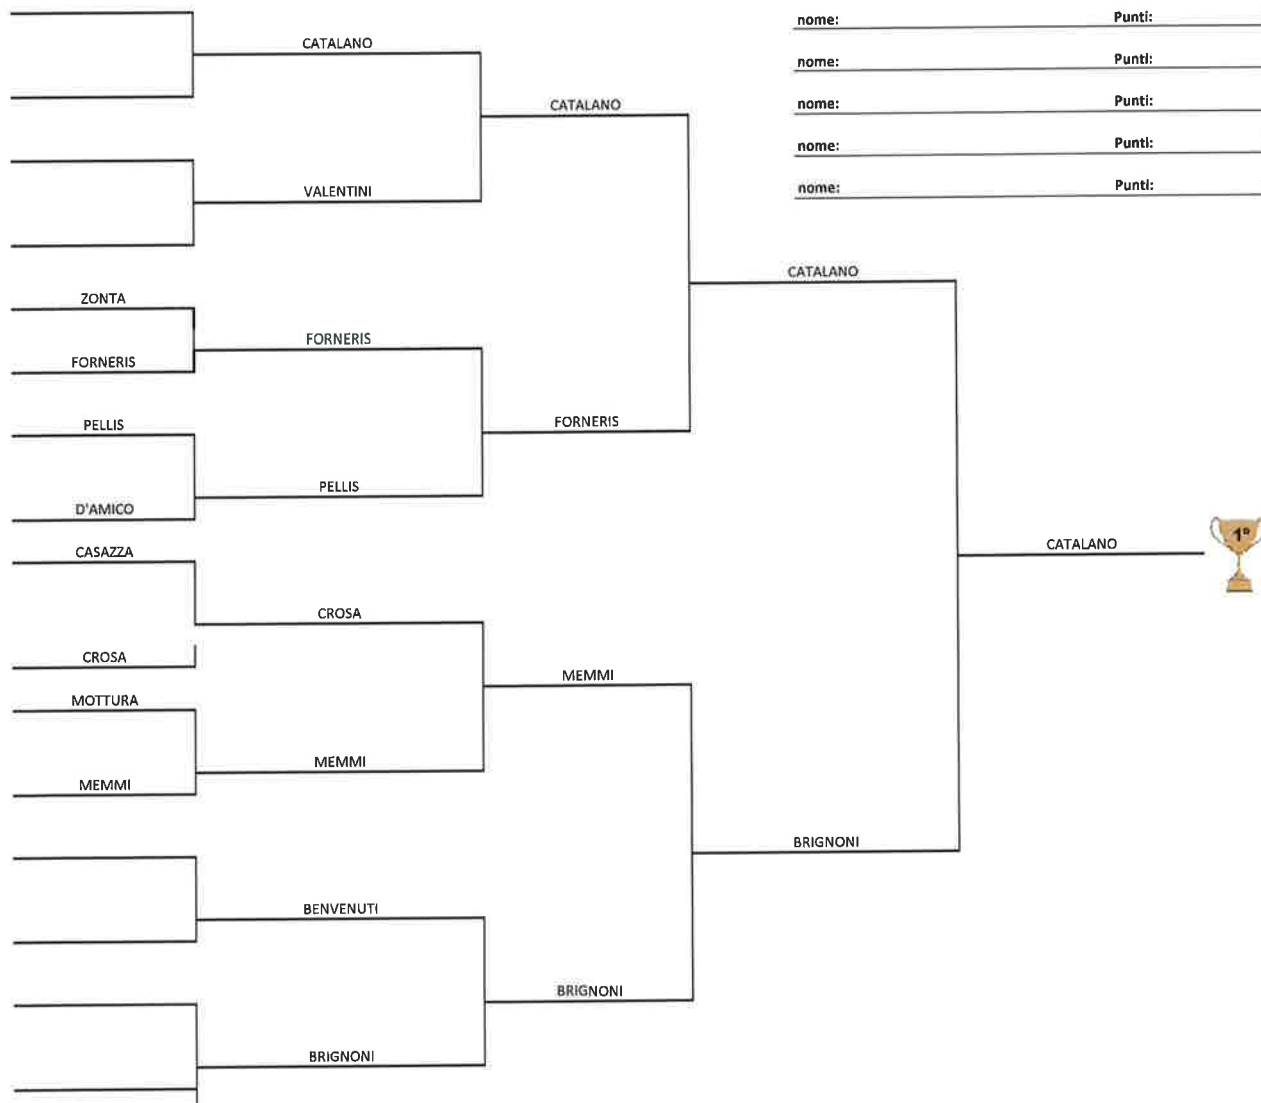 nome: Punti:
CATALANO
nome: Punti:
CATALANO
nome: Punti:
nome: Punti:
VALENTINI
nome: Punti:
CATALANO
ZONTA
FORNERIS
FORNERIS
PELLIS
FORNERIS
PELLIS
D'AMICO
1°
CATALANO
CASAZZA
CROSA
CROSA
MEMMI
MOTTURA
MEMMI
MEMMI
BRIGNONI
BENVENUTI
BRIGNONI
BRIGNONI